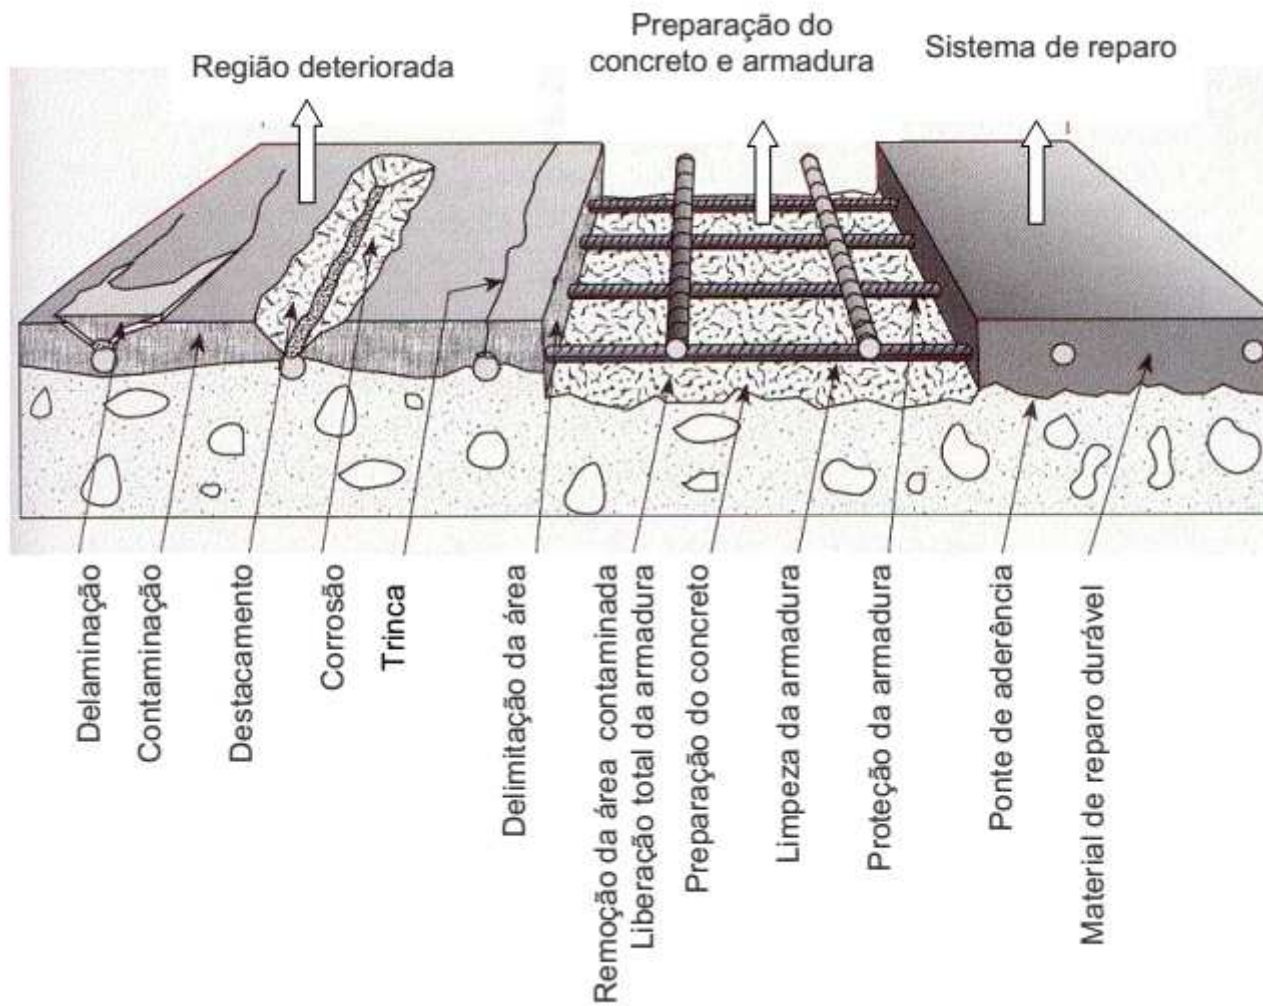 Região deteriorada
Preparação do
concreto e armadura
Sistema de reparo
Delaminação
Contaminação
Destacamento
Corrosão
Trinca
Delimitação da área
Remoção da área contaminada
Liberação total da armadura
Preparação do concreto
Limpeza da armadura
Proteção da armadura
Ponte de aderência
Material de reparo durável